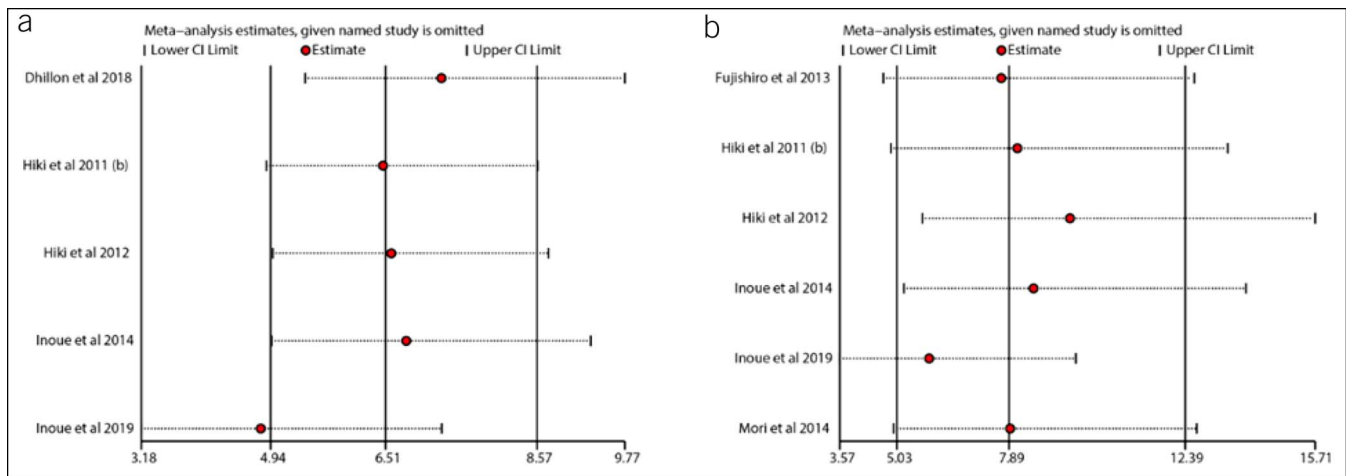 a
Meta−analysis estimates, given named study is omitted
Lower CI Limit Estimate Upper CI Limit
Dhillon et al 2018
Hiki et al 2011 (b)
Hiki et al 2012
Inoue et al 2014
Inoue et al 2019
3.18 4.94 6.51 8.57 9.77
b
Meta−analysis estimates, given named study is omitted
Lower CI Limit Estimate Upper CI Limit
Fujishiro et al 2013
Hiki et al 2011 (b)
Hiki et al 2012
Inoue et al 2014
Inoue et al 2019
Mori et al 2014
3.57 5.03 7.89 12.39 15.71